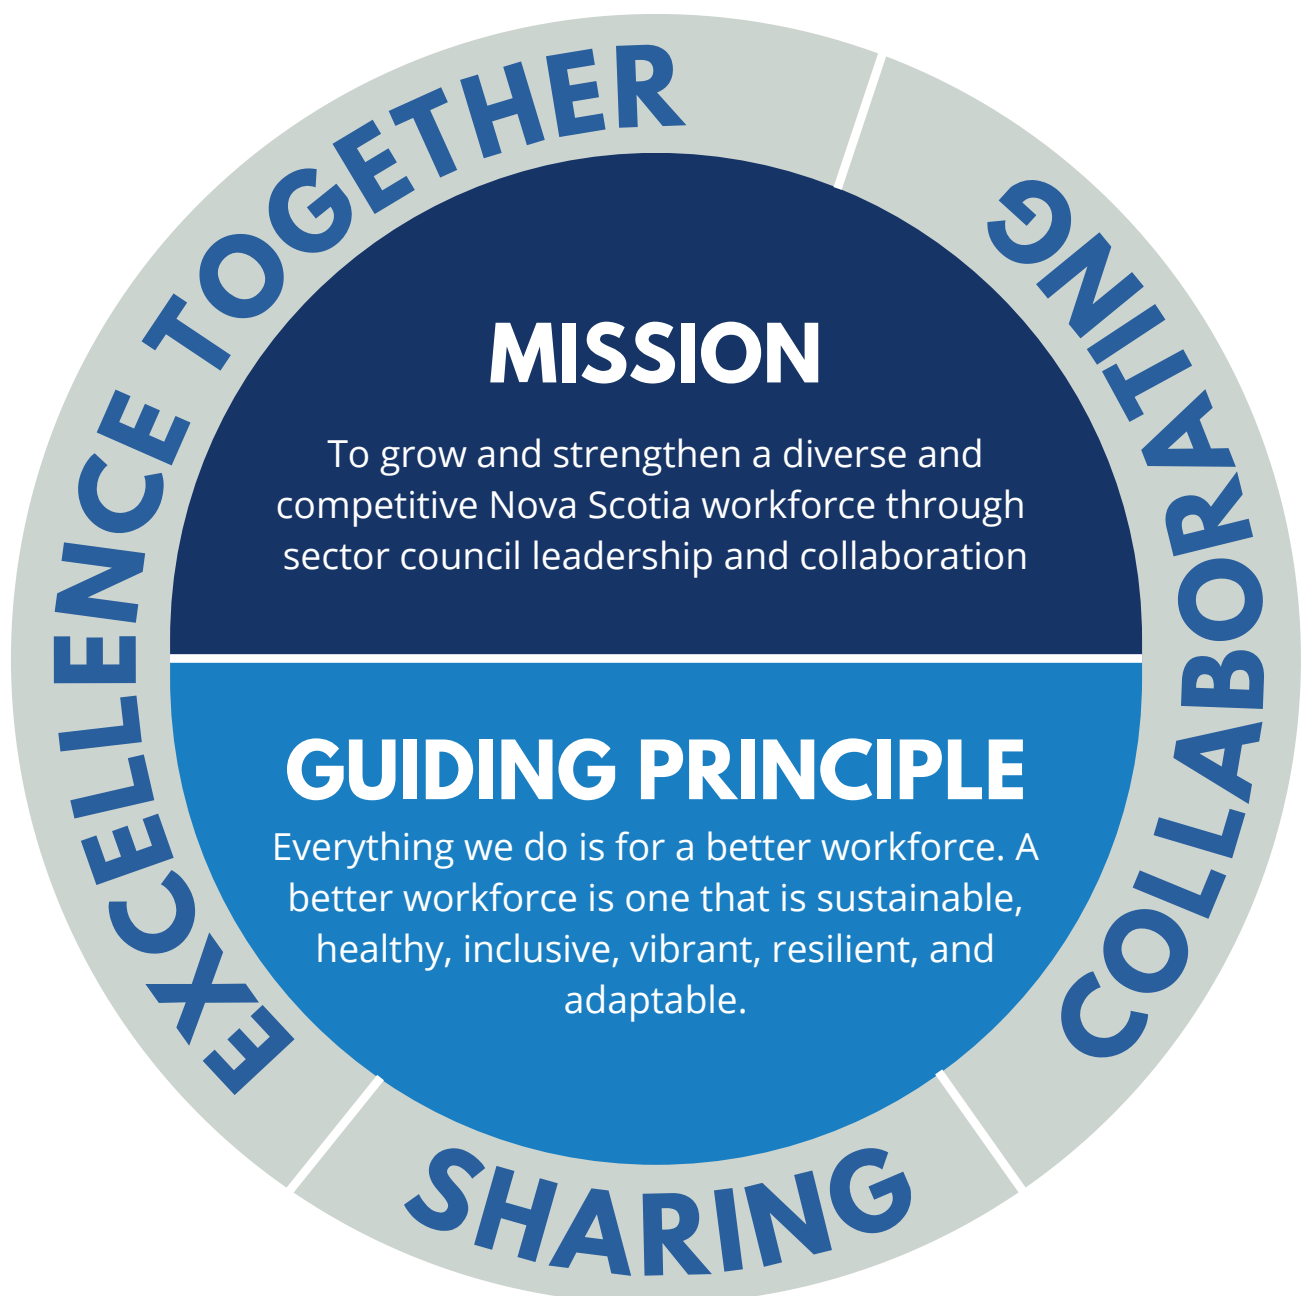 EXCELLENCE TOGETHER
COLLABORATING
MISSION
To grow and strengthen a diverse and
competitive Nova Scotia workforce through
sector council leadership and collaboration
GUIDING PRINCIPLE
Everything we do is for a better workforce. A
better workforce is one that is sustainable,
healthy, inclusive, vibrant, resilient, and
adaptable.
SHARING